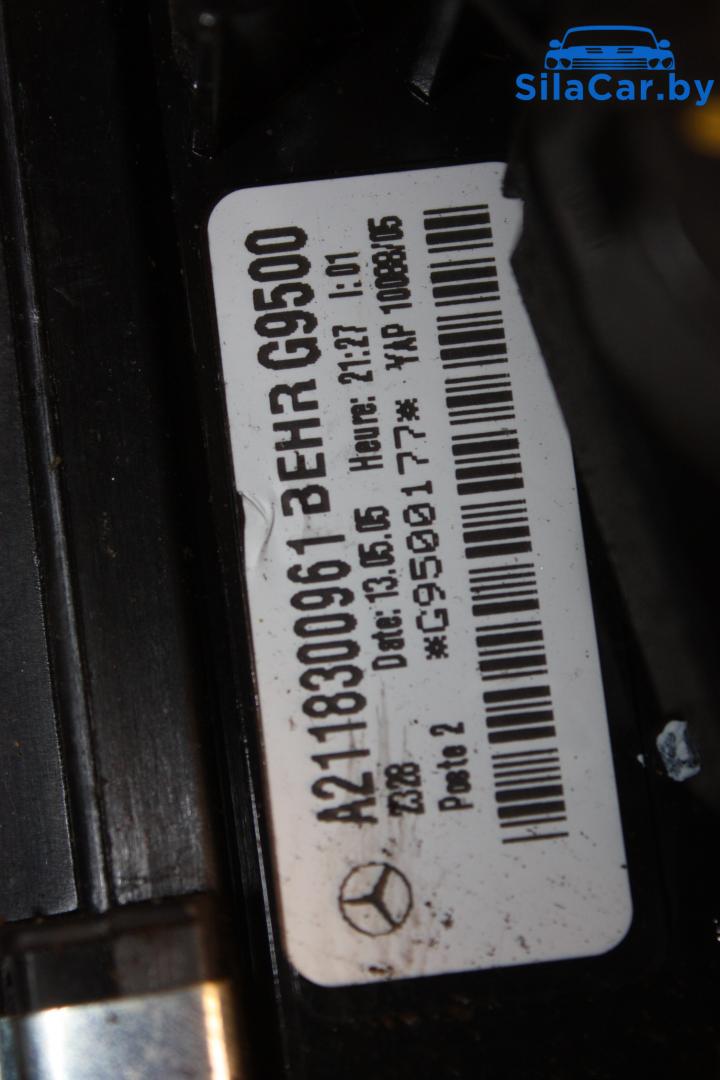 SilaCar.by
A2118300961 BEHR G9500
Z328 Date: 13.05.05 Heure: 21:27 I:01
Poste 2 *G9500177* VAP 10088/05